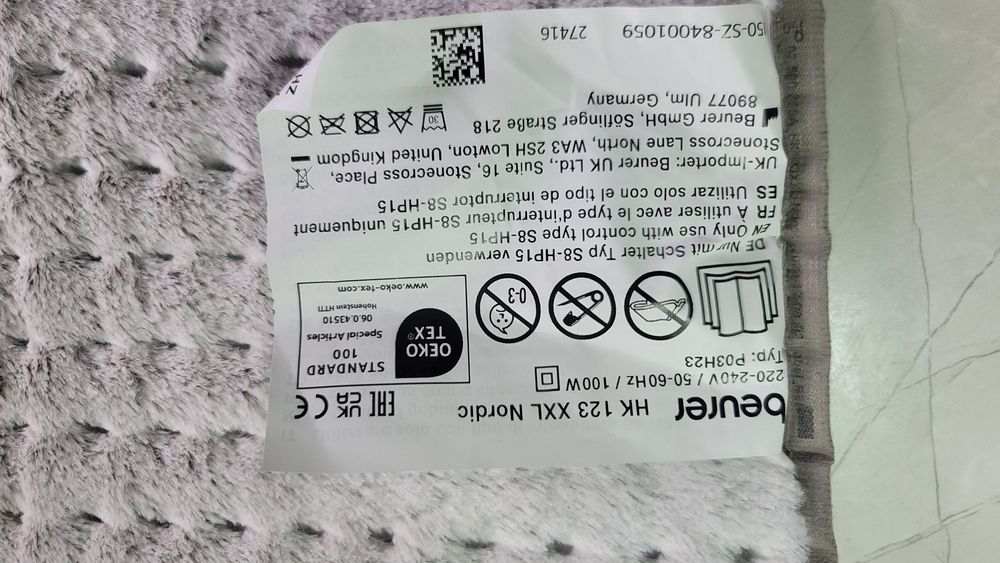 beurer HK 123 XXL Nordic
220-240V / 50-60Hz / 100W
Typ: P03H23
0-3
OEKO
TEX®
STANDARD
100
Special Articles
06.0.43510
Hohenstein HTTI
www.oeko-tex.com
DE Nur mit Schalter Typ S8-HP15 verwenden
EN Only use with control type S8-HP15
FR À utiliser avec le type d'interrupteur S8-HP15 uniquement
ES Utilizar solo con el tipo de interruptor S8-HP15
UK-Importer: Beurer UK Ltd., Suite 16, Stonecross Place,
Stonecross Lane North, WA3 2SH Lowton, United Kingdom
Beurer GmbH, Söflinger Straße 218
89077 Ulm, Germany
30
50-SZ-84001059 27416
Hz